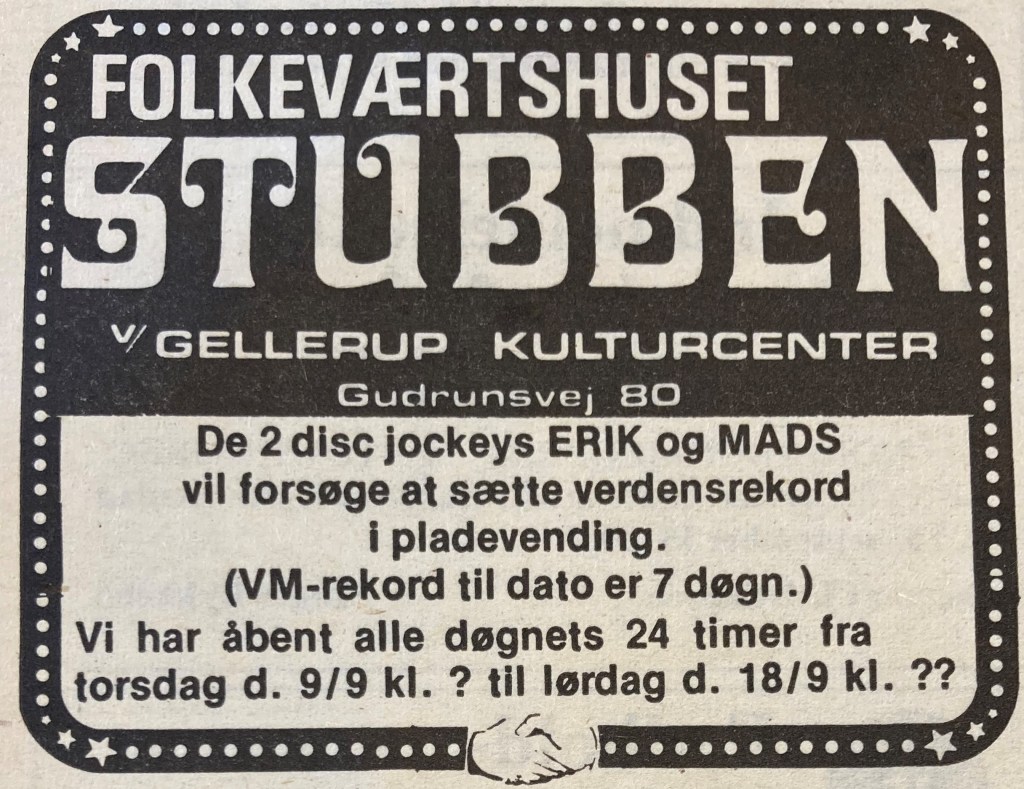 FOLKEVÆRTSHUSET
STUBBEN
V/ GELLERUP KULTURCENTER
Gudrunsvej 80
De 2 disc jockeys ERIK og MADS
vil forsøge at sætte verdensrekord
i pladevending.
(VM-rekord til dato er 7 døgn.)
Vi har åbent alle døgnets 24 timer fra
torsdag d. 9/9 kl. ? til lørdag d. 18/9 kl. ??